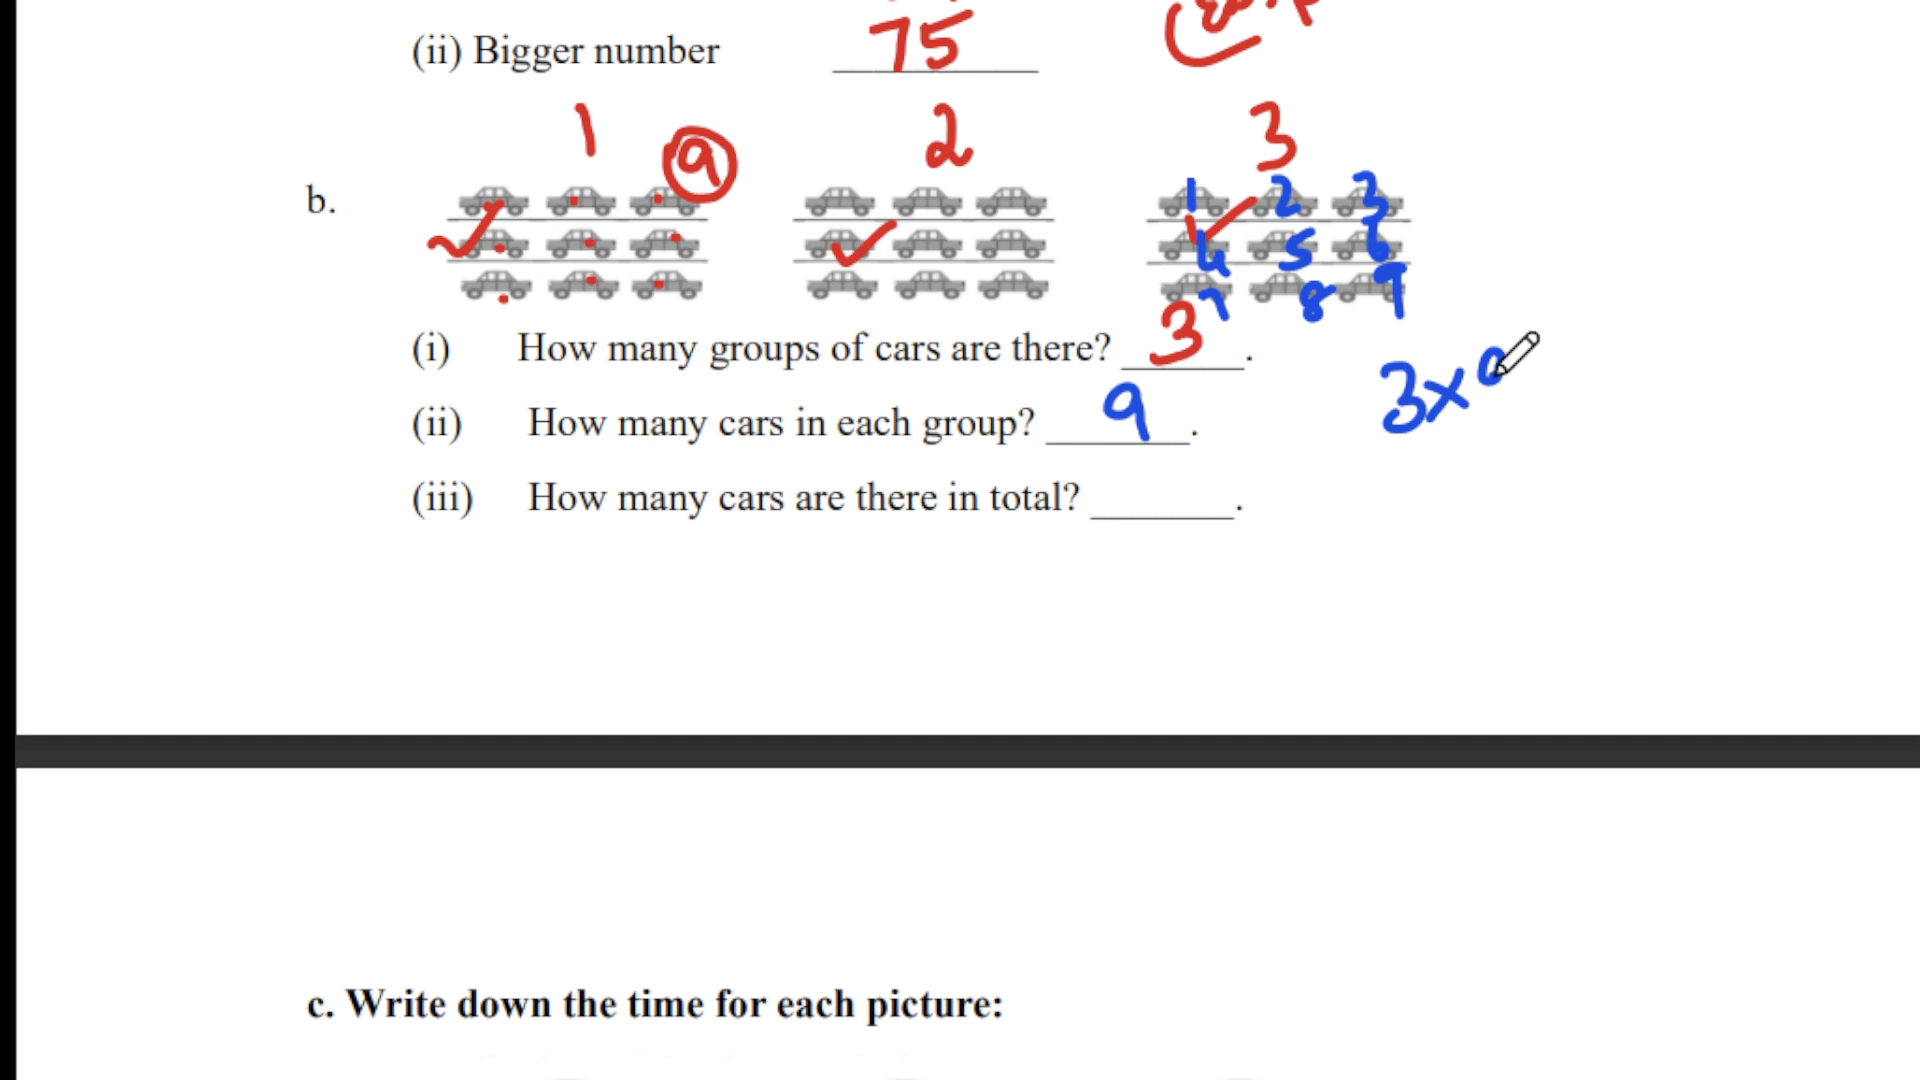 75
(ii) Bigger number ________
1 9 2 3
b.
1 2 3
4 5 6
7 8 9
(i) How many groups of cars are there? 3.
3x
(ii) How many cars in each group? 9.
(iii) How many cars are there in total? ______.
c. Write down the time for each picture: